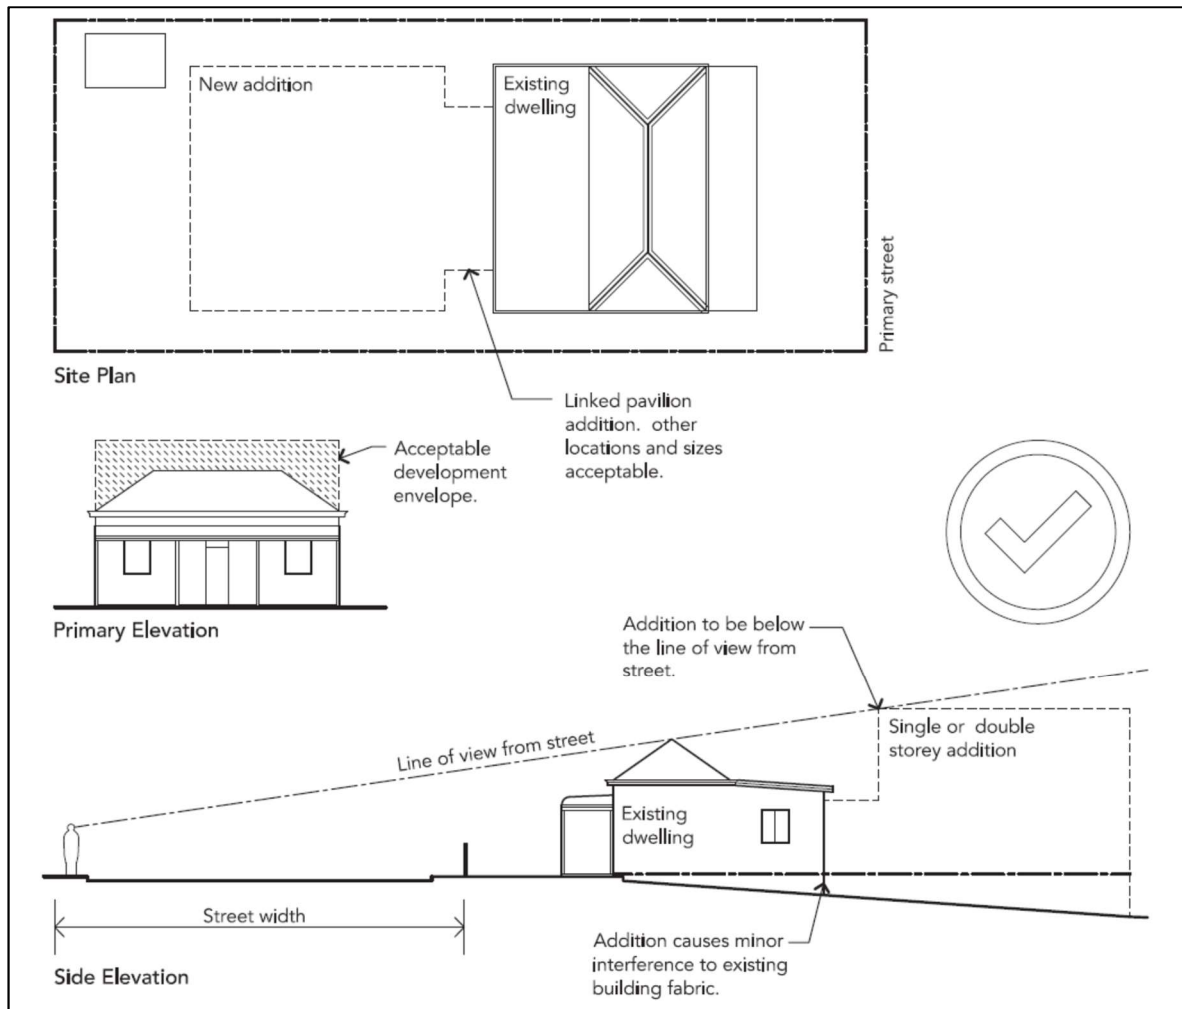 New addition
Existing
dwelling
Primary street
Site Plan
Linked pavilion
addition. other
locations and sizes
acceptable.
Acceptable
development
envelope.
Primary Elevation
Addition to be below
the line of view from
street.
Line of view from street
Single or double
storey addition
Existing
dwelling
Street width
Addition causes minor
interference to existing
building fabric.
Side Elevation